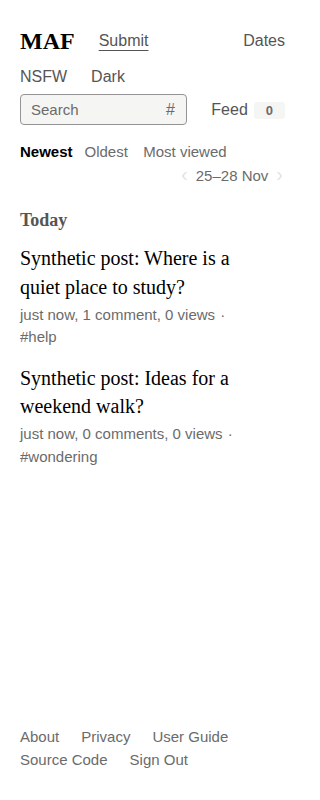 MAF Submit Dates
NSFW Dark
Search # Feed 0
Newest Oldest Most viewed
‹ 25–28 Nov ›
Today
Synthetic post: Where is a
quiet place to study?
just now, 1 comment, 0 views ·
#help
Synthetic post: Ideas for a
weekend walk?
just now, 0 comments, 0 views ·
#wondering
About Privacy User Guide
Source Code Sign Out